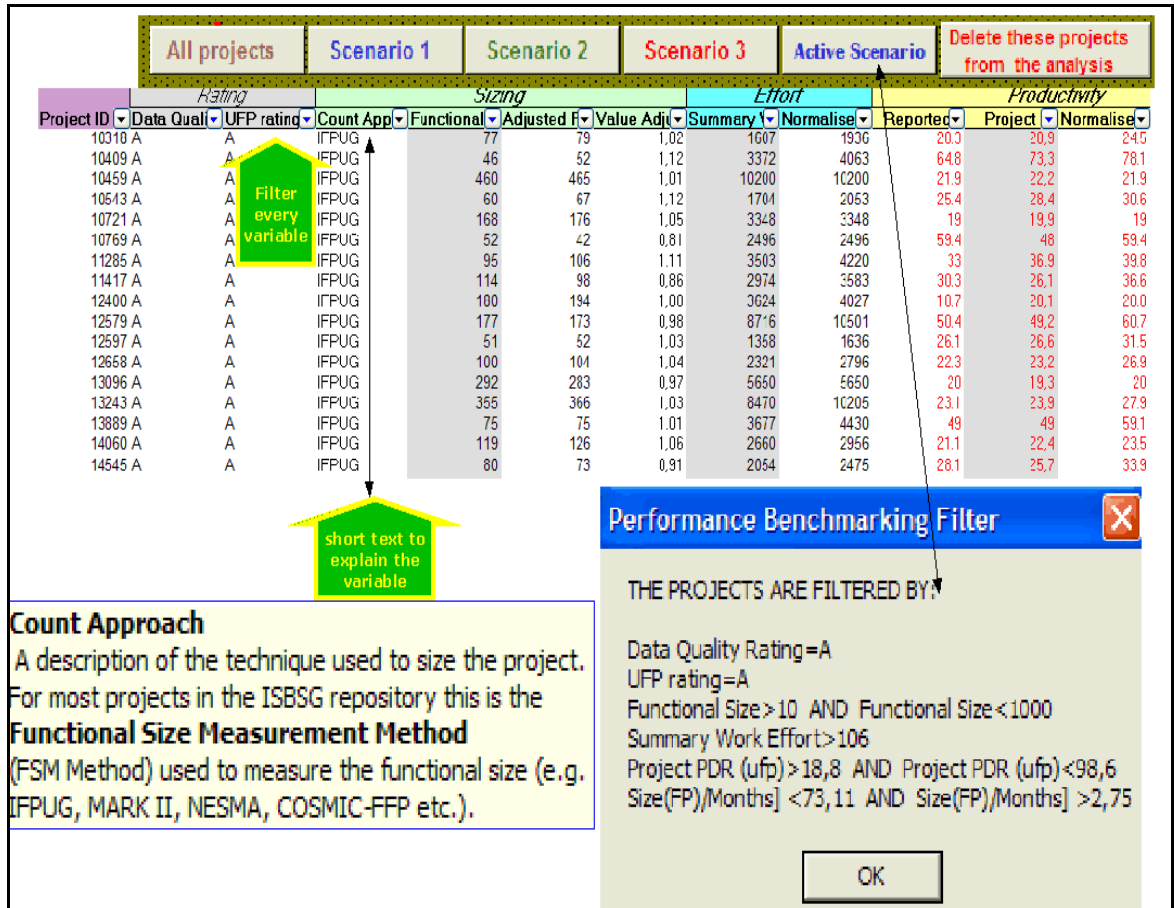 All projects Scenario 1 Scenario 2 Scenario 3 Active Scenario Delete these projects
from the analysis
Rating Sizing Effort Productivity
Project ID Data Quali UFP rating Count App Functional Adjusted F Value Adju Summary Normalise Reported Project Normalise
10318 A A IFPUG 77 79 1,02 1607 1936 20.3 20,9 24.5
10409 A A IFPUG 46 52 1,12 3372 4063 64.8 73,3 78.1
10459 A A IFPUG 460 465 1,01 10200 10200 21.9 22,2 21.9
10543 A A IFPUG 60 67 1,12 1704 2053 25.4 28,4 30.6
10721 A A IFPUG 168 176 1,05 3348 3348 19 19,9 19
10769 A A IFPUG 52 42 0,81 2496 2496 59.4 48 59.4
11285 A A IFPUG 95 106 1,11 3503 4220 33 36,9 39.8
11417 A A IFPUG 114 98 0,86 2974 3583 30.3 26,1 36.6
12400 A A IFPUG 180 194 3624 4027 20,1
12579 A A IFPUG 177 173 0,98 8716 10501 50.4 49,2 60.7
12597 A A IFPUG 51 52 1,03 1358 1636 26.1 26,6 31.5
12658 A A IFPUG 100 104 1,04 2321 2796 22.3 23,2 26.9
13096 A A IFPUG 292 283 0,97 5650 5650 20 19,3 20
13243 A A IFPUG 355 366 1,03 8470 10205 23.1 23,9 27.9
13889 A A IFPUG 75 75 1,01 3677 4430 49 49 59.1
14060 A A IFPUG 119 126 1,06 2660 2956 21.1 22,4 23.5
14545 A A IFPUG 80 73 0,91 2054 2475 28.1 25,7 33.9
Filter
every
variable
short text to
explain the
variable
Count Approach
A description of the technique used to size the project.
For most projects in the ISBSG repository this is the
Functional Size Measurement Method
(FSM Method) used to measure the functional size (e.g.
IFPUG, MARK II, NESMA, COSMIC-FFP etc.).
Performance Benchmarking Filter
THE PROJECTS ARE FILTERED BY:
Data Quality Rating=A
UFP rating=A
Functional Size>10 AND Functional Size<1000
Summary Work Effort>106
Project PDR (ufp)>18,8 AND Project PDR (ufp)<98,6
Size(FP)/Months] <73,11 AND Size(FP)/Months] >2,75
OK